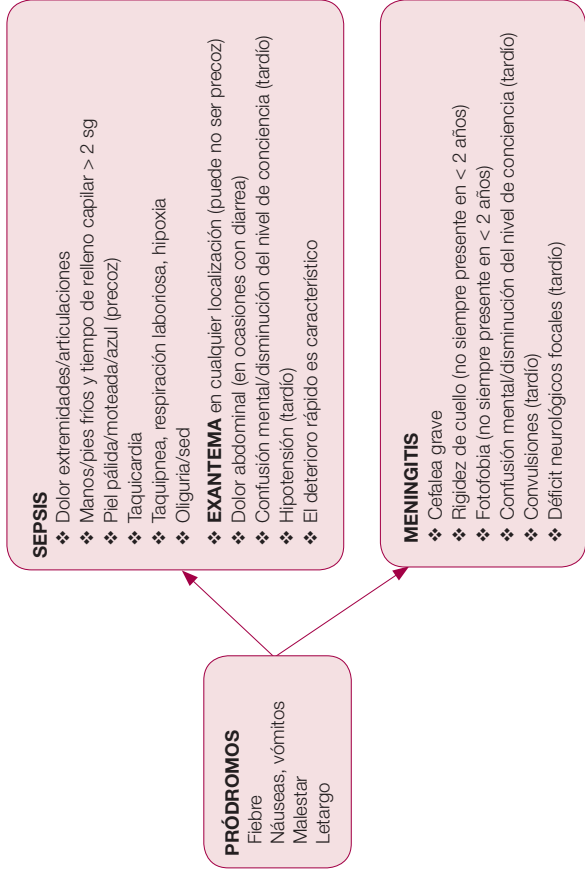 PRÓDROMOS
Fiebre
Náuseas, vómitos
Malestar
Letargo
SEPSIS
❖ Dolor extremidades/articulaciones
❖ Manos/pies fríos y tiempo de relleno capilar > 2 sg
❖ Piel pálida/moteada/azul (precoz)
❖ Taquicardia
❖ Taquipnea, respiración laboriosa, hipoxia
❖ Oliguria/sed
❖ EXANTEMA en cualquier localización (puede no ser precoz)
❖ Dolor abdominal (en ocasiones con diarrea)
❖ Confusión mental/disminución del nivel de conciencia (tardío)
❖ Hipotensión (tardío)
❖ El deterioro rápido es característico
MENINGITIS
❖ Cefalea grave
❖ Rigidez de cuello (no siempre presente en < 2 años)
❖ Fotofobia (no siempre presente en < 2 años)
❖ Confusión mental/disminución del nivel de conciencia (tardío)
❖ Convulsiones (tardío)
❖ Déficit neurológicos focales (tardío)